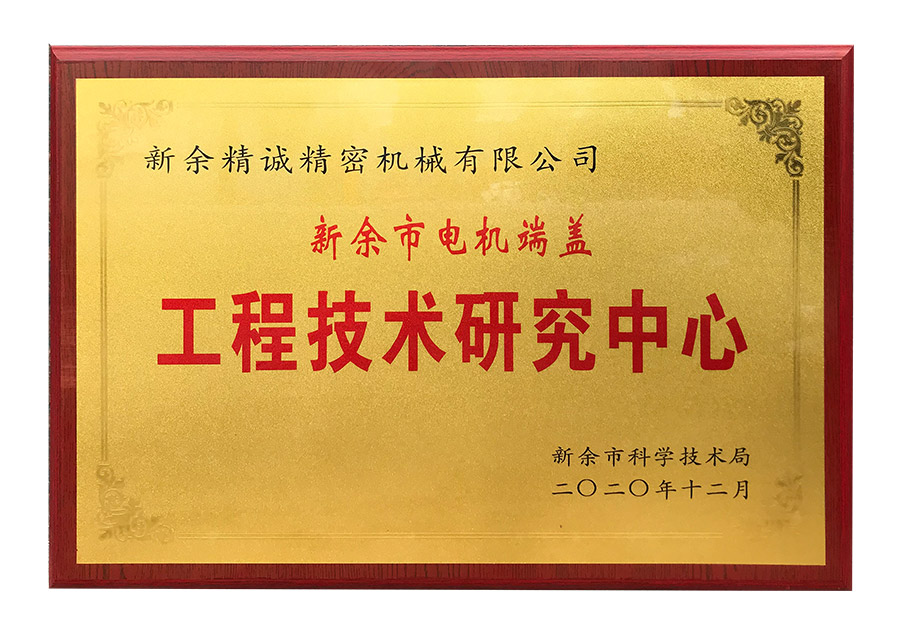 新余精诚精密机械有限公司
新余市电机端盖
工程技术研究中心
新余市科学技术局
二〇二〇年十二月